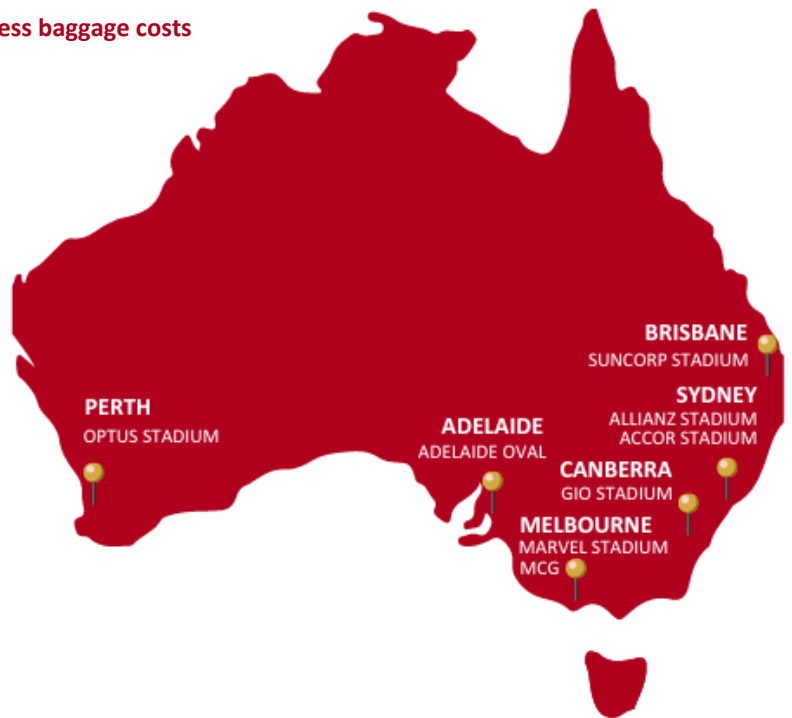 ess baggage costs
BRISBANE
SUNCORP STADIUM
SYDNEY
ALLIANZ STADIUM
ACCOR STADIUM
PERTH
OPTUS STADIUM
ADELAIDE
ADELAIDE OVAL
CANBERRA
GIO STADIUM
MELBOURNE
MARVEL STADIUM
MCG